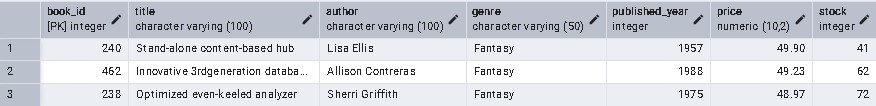 book_id title author genre published_year price stock
[PK] integer character varying (100) character varying (100) character varying (50) integer numeric (10,2) integer
1 240 Stand-alone content-based hub Lisa Ellis Fantasy 1957 49.90 41
2 462 Innovative 3rdgeneration databa... Allison Contreras Fantasy 1988 49.23 62
3 238 Optimized even-keeled analyzer Sherri Griffith Fantasy 1975 48.97 72